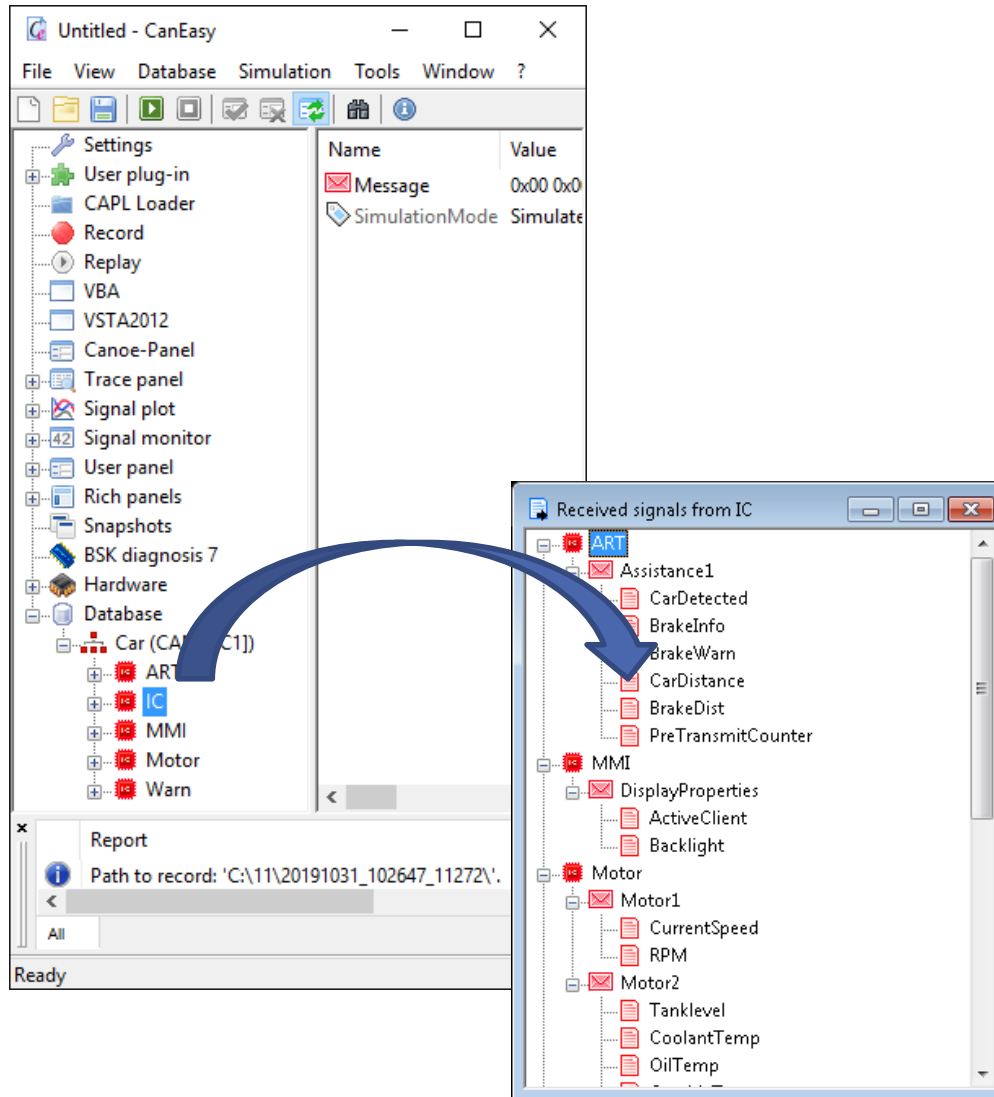 Untitled - CanEasy
File View Database Simulation Tools Window ?
Settings
User plug-in
CAPL Loader
Record
Replay
VBA
VSTA2012
Canoe-Panel
Trace panel
Signal plot
42 Signal monitor
User panel
Rich panels
Snapshots
BSK diagnosis 7
Hardware
Database
Car (CA C1])
ART
IC
MMI
Motor
Warn
Name Value
Message 0x00 0x0
SimulationMode Simulate
Report
Path to record: 'C:\11\20191031_102647_11272\'.
All
Ready
Received signals from IC
ART
Assistance1
CarDetected
BrakeInfo
BrakeWarn
CarDistance
BrakeDist
PreTransmitCounter
MMI
DisplayProperties
ActiveClient
Backlight
Motor
Motor1
CurrentSpeed
RPM
Motor2
Tanklevel
CoolantTemp
OilTemp